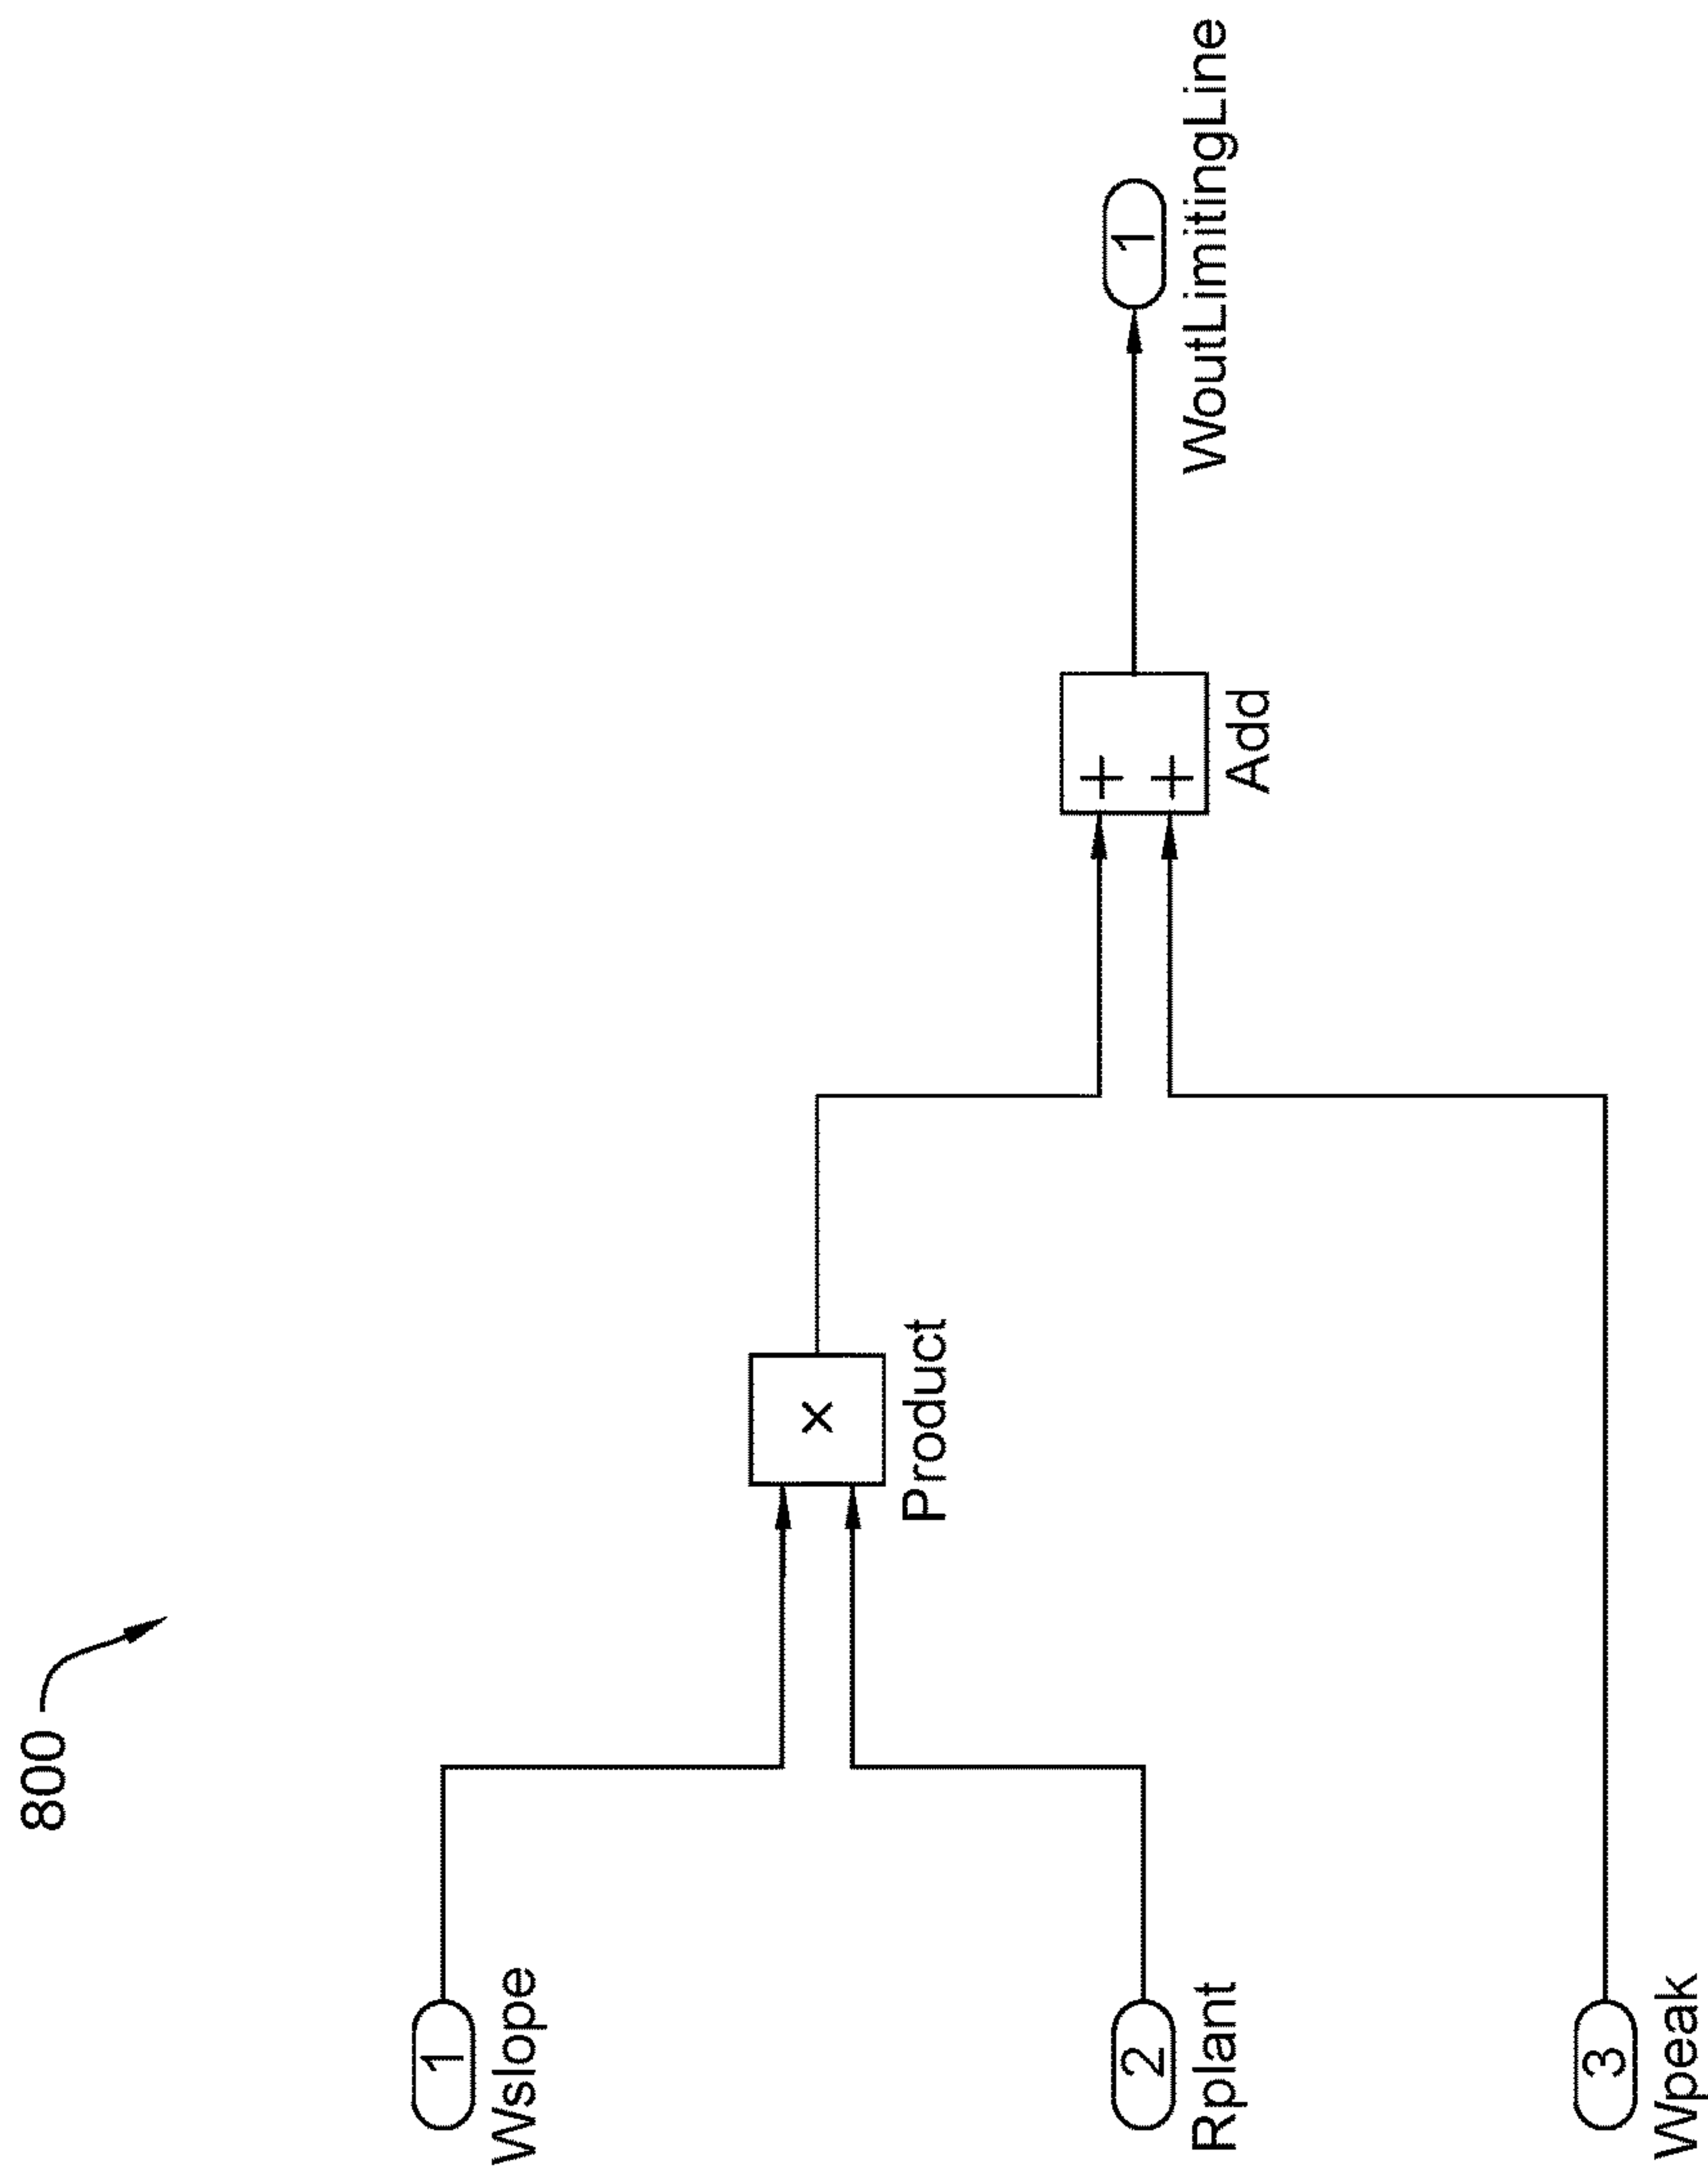 800
1
Wslope
2
Rplant
3
Wpeak
×
Product
+
+
Add
1
WoutLimitingLine